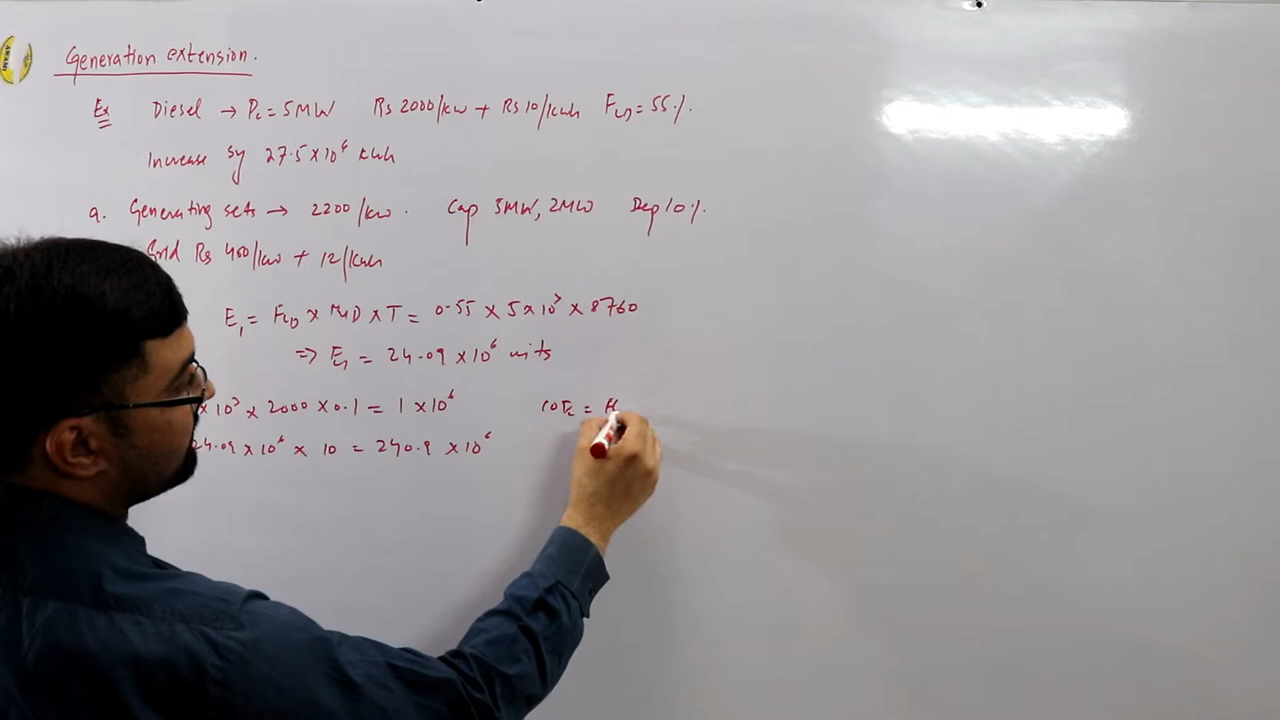 Generation extension.
Ex Diesel → Pc = 5MW Rs 2000/kw + Rs 10/kwh FLD = 55%.
Increase by 27.5 × 10⁶ kwh
a. Generating sets → 2200/kw. Cap 3MW, 2MW Dep 10%.
Grid Rs 400/kw + 12/kwh
E₁ = FLD × MD × T = 0.55 × 5×10³ × 8760
⇒ E₁ = 24.09 × 10⁶ units
× 10³ × 2000 × 0.1 = 1 × 10⁶
24.09 × 10⁶ × 10 = 240.9 × 10⁶